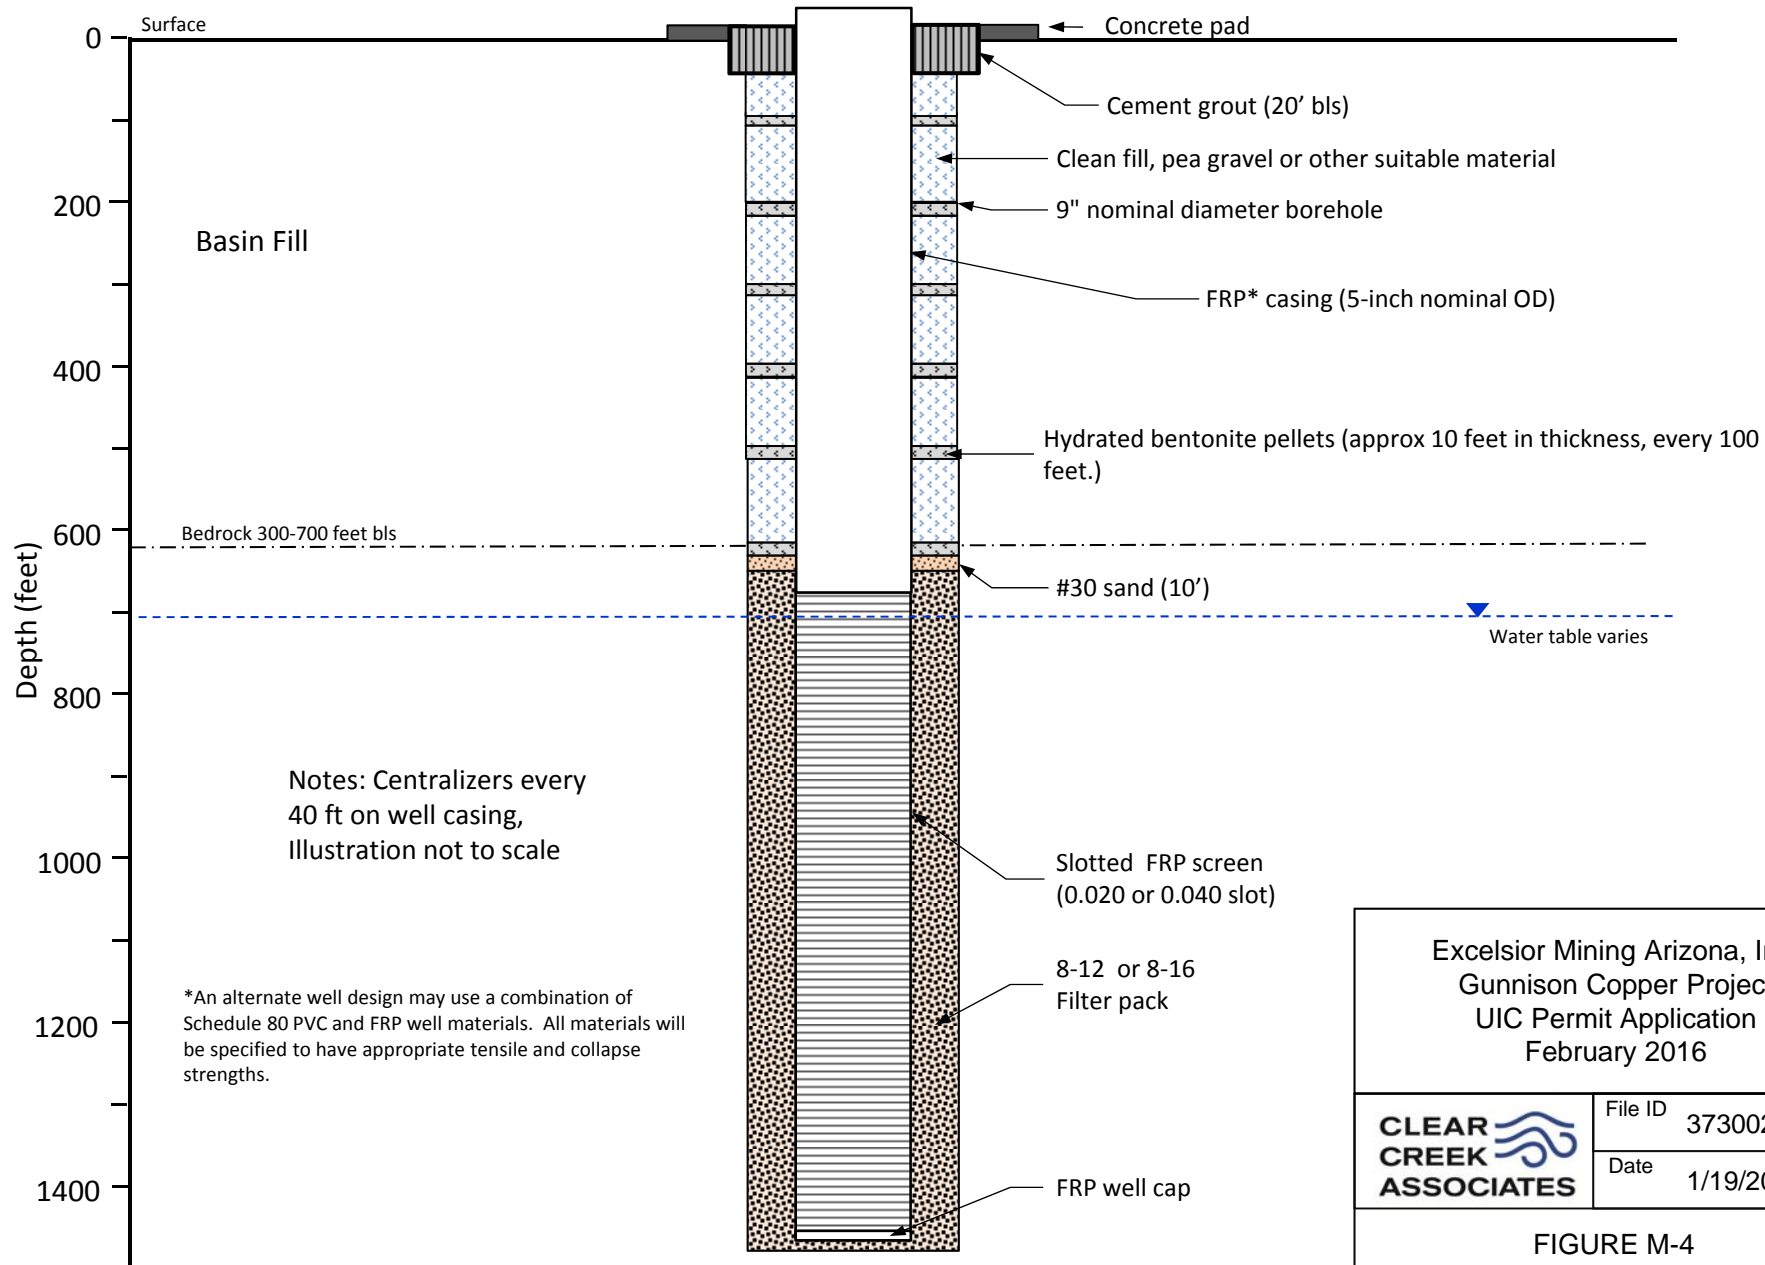 Surface
Concrete pad
0
Cement grout (20' bls)
Clean fill, pea gravel or other suitable material
200
9" nominal diameter borehole
Basin Fill
FRP* casing (5-inch nominal OD)
400
Hydrated bentonite pellets (approx 10 feet in thickness, every 100
feet.)
600
Bedrock 300-700 feet bls
Depth (feet)
#30 sand (10')
Water table varies
800
Notes: Centralizers every
40 ft on well casing,
Illustration not to scale
1000
Slotted FRP screen
(0.020 or 0.040 slot)
8-12 or 8-16
Filter pack
*An alternate well design may use a combination of
Schedule 80 PVC and FRP well materials. All materials will
be specified to have appropriate tensile and collapse
strengths.
1200
1400
FRP well cap
Excelsior Mining Arizona,
Gunnison Copper
UIC Permit Application
February 2016
CLEAR
CREEK
ASSOCIATES
File ID
Date
FIGURE M-4